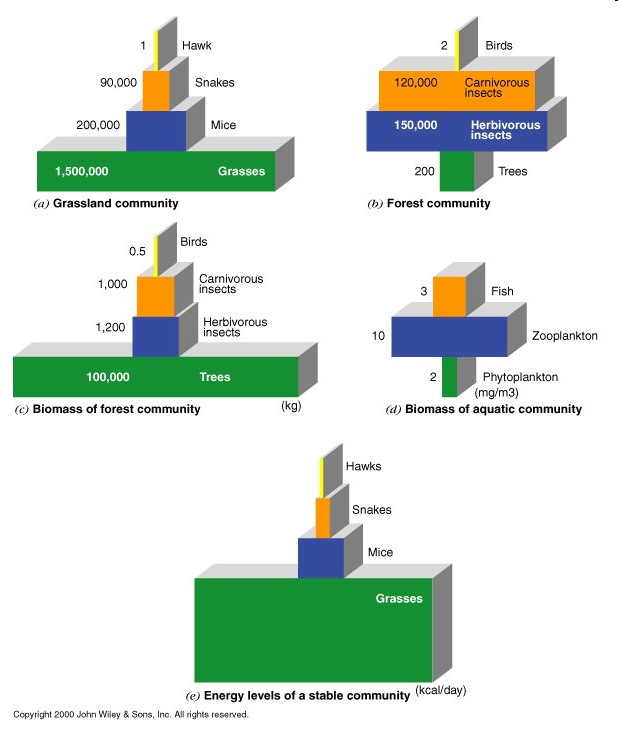 1 Hawk
90,000 Snakes
200,000 Mice
1,500,000 Grasses
(a) Grassland community
2 Birds
120,000 Carnivorous
insects
150,000 Herbivorous
insects
200 Trees
(b) Forest community
0.5 Birds
1,000 Carnivorous
insects
1,200 Herbivorous
insects
100,000 Trees
(c) Biomass of forest community (kg)
3 Fish
10 Zooplankton
2 Phytoplankton
(mg/m3)
(d) Biomass of aquatic community
Hawks
Snakes
Mice
Grasses
(e) Energy levels of a stable community (kcal/day)
Copyright 2000 John Wiley & Sons, Inc. All rights reserved.